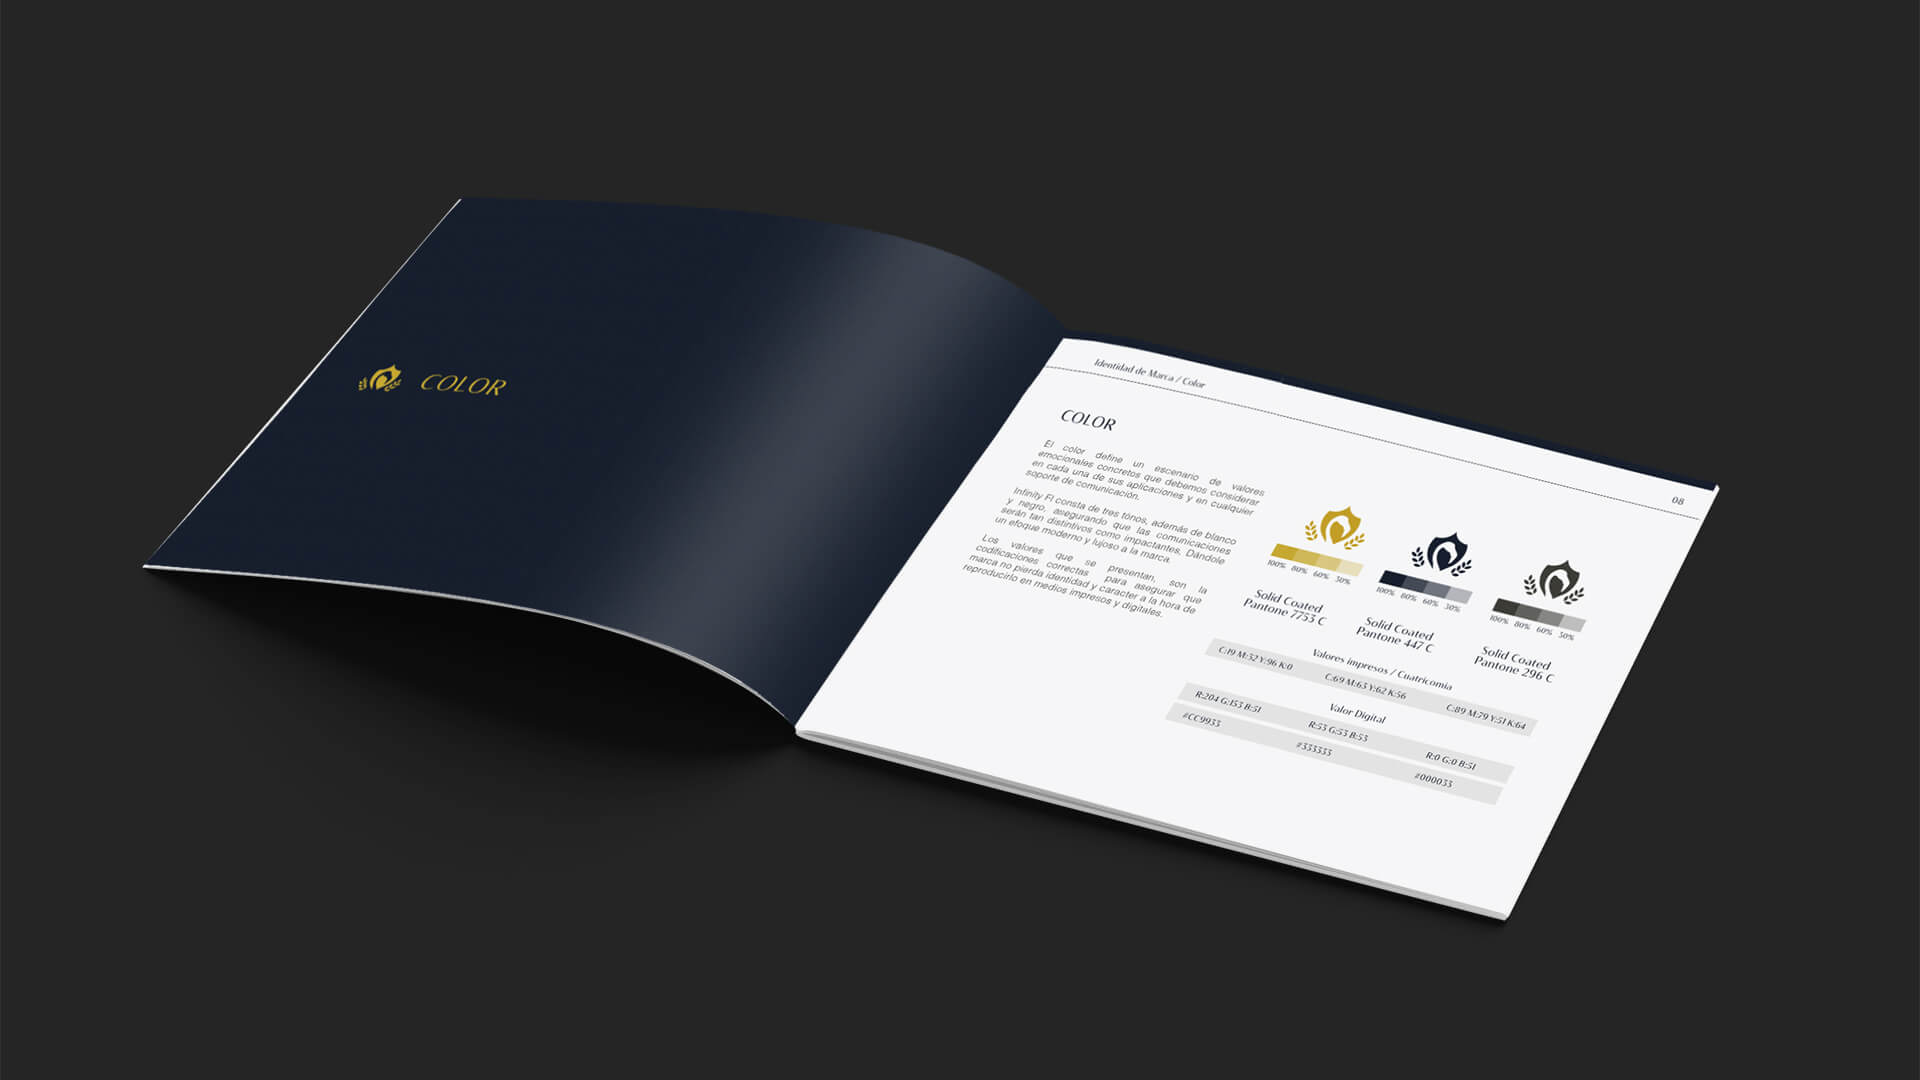 COLOR
Identidad de Marca / Color
08
COLOR
El color define un escenario de valores
emocionales concretos que debemos considerar
en cada una de sus aplicaciones y en cualquier
soporte de comunicación.
Infinity FI consta de tres tónos, además de blanco
y negro, asegurando que las comunicaciones
serán tan distintivos como impactantes, Dándole
un efoque moderno y lujoso a la marca.
Los valores que se presentan, son la
codificaciones correctas para asegurar que
marca no pierda identidad y caracter a la hora de
reproducirlo en medios impresos y digitales.
100% 80% 60% 30%
Solid Coated
Pantone 7753 C
100% 80% 60% 30%
Solid Coated
Pantone 447 C
100% 80% 60% 30%
Solid Coated
Pantone 296 C
Valores impresos / Cuatricomía
C:19 M:32 Y:96 K:0
C:69 M:63 Y:62 K:56
C:89 M:79 Y:51 K:64
Valor Digital
R:204 G:153 B:51
R:53 G:53 B:53
R:0 G:0 B:51
#CC9933
#333333
#000033